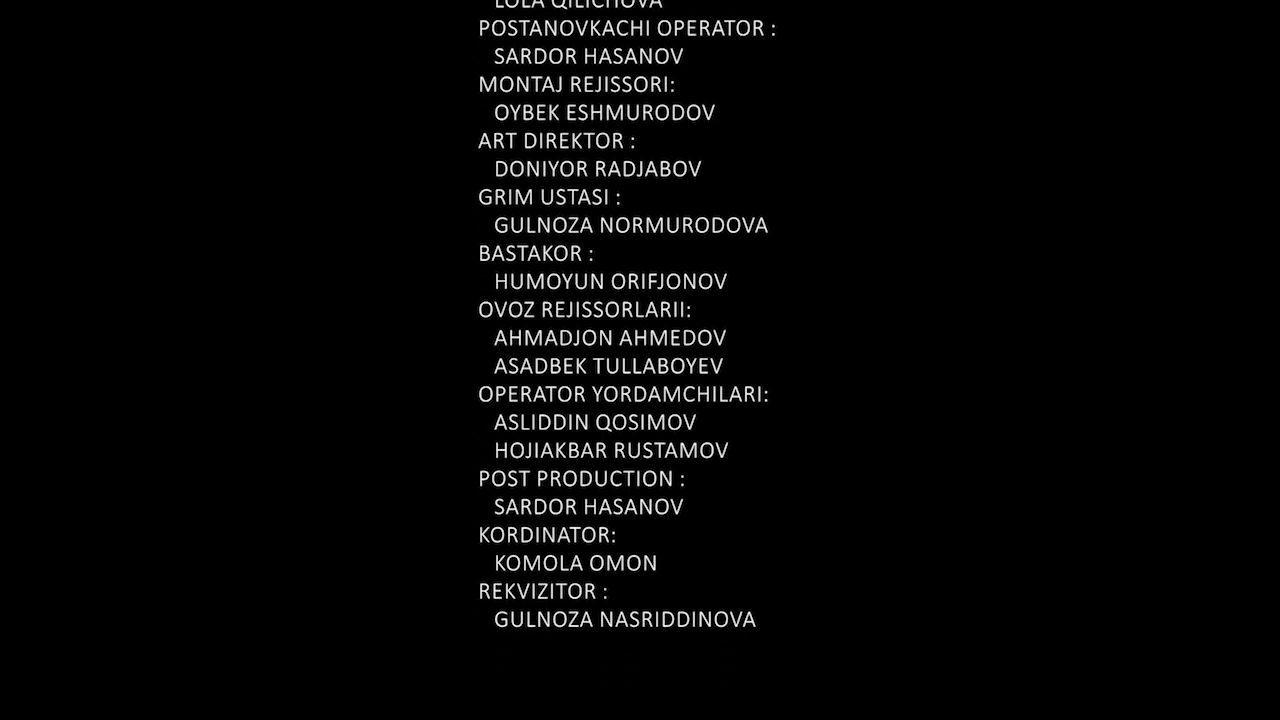 LOLA QILICHOVA
POSTANOVKACHI OPERATOR :
SARDOR HASANOV
MONTAJ REJISSORI:
OYBEK ESHMURODOV
ART DIREKTOR :
DONIYOR RADJABOV
GRIM USTASI :
GULNOZA NORMURODOVA
BASTAKOR :
HUMOYUN ORIFJONOV
OVOZ REJISSORLARII:
AHMADJON AHMEDOV
ASADBEK TULLABOYEV
OPERATOR YORDAMCHILARI:
ASLIDDIN QOSIMOV
HOJIAKBAR RUSTAMOV
POST PRODUCTION :
SARDOR HASANOV
KORDINATOR:
KOMOLA OMON
REKVIZITOR :
GULNOZA NASRIDDINOVA